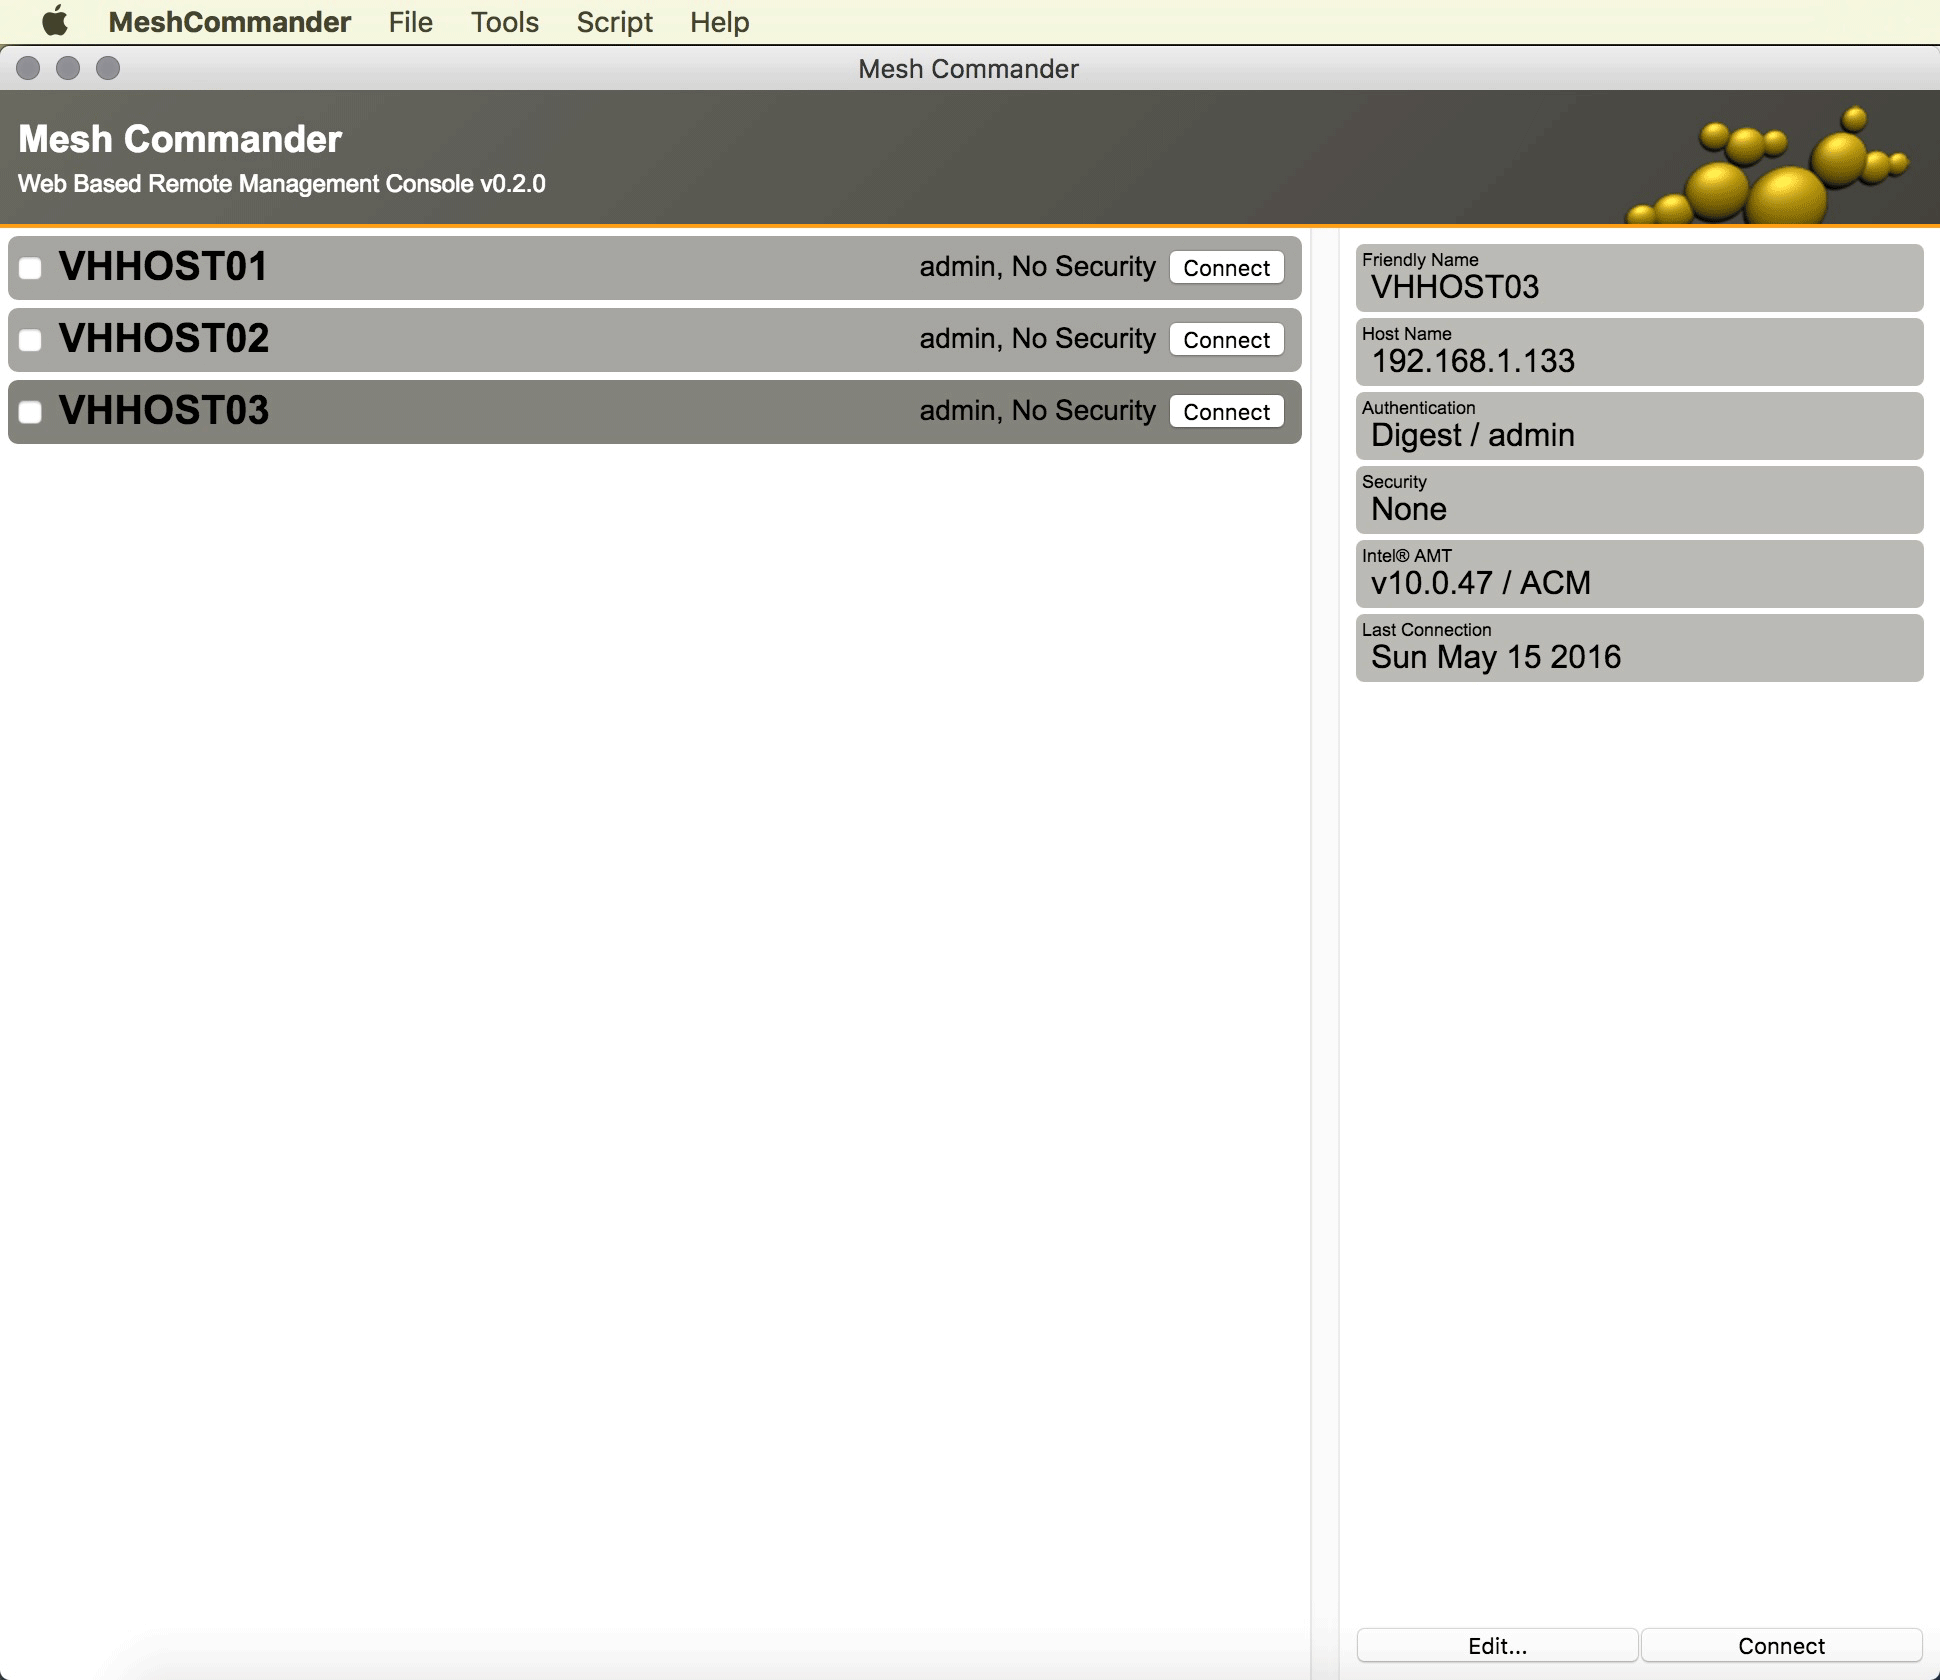 MeshCommander File Tools Script Help
Mesh Commander
Mesh Commander
Web Based Remote Management Console v0.2.0
VHHOST01 admin, No Security Connect
VHHOST02 admin, No Security Connect
VHHOST03 admin, No Security Connect
Friendly Name
VHHOST03
Host Name
192.168.1.133
Authentication
Digest / admin
Security
None
Intel® AMT
v10.0.47 / ACM
Last Connection
Sun May 15 2016
Edit... Connect